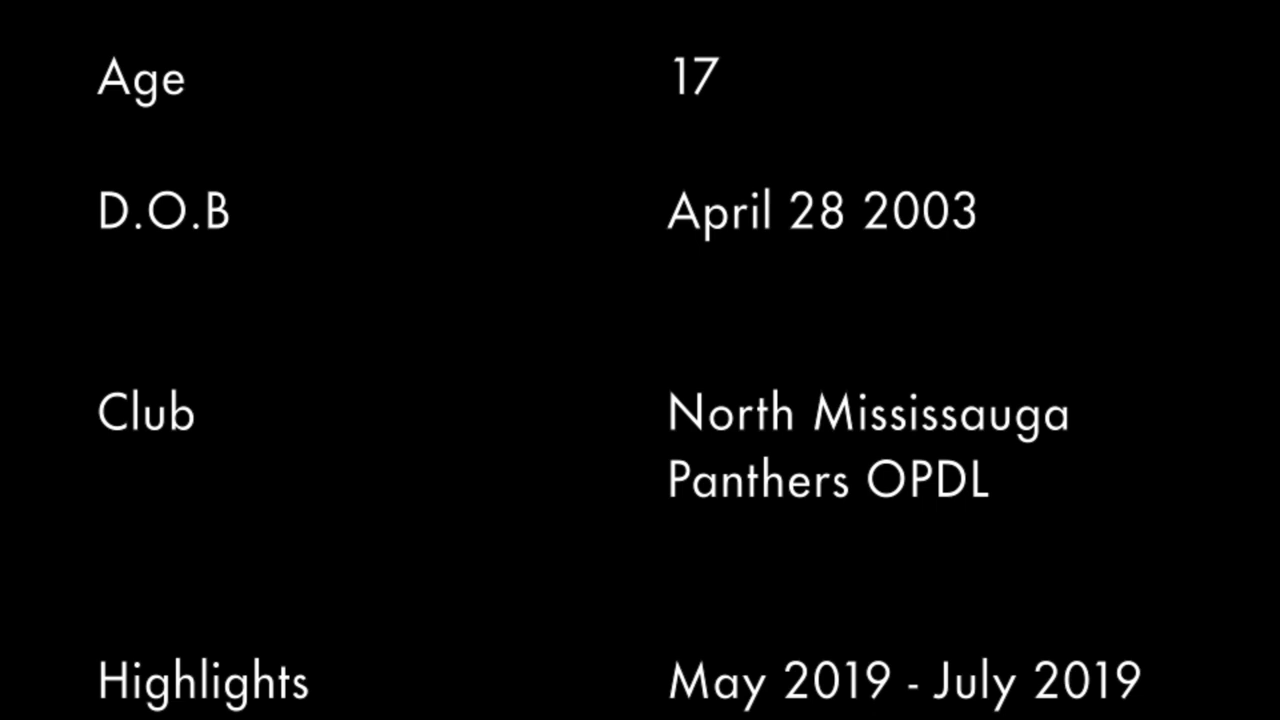 Age 17
D.O.B April 28 2003
Club North Mississauga
Panthers OPDL
Highlights May 2019 - July 2019